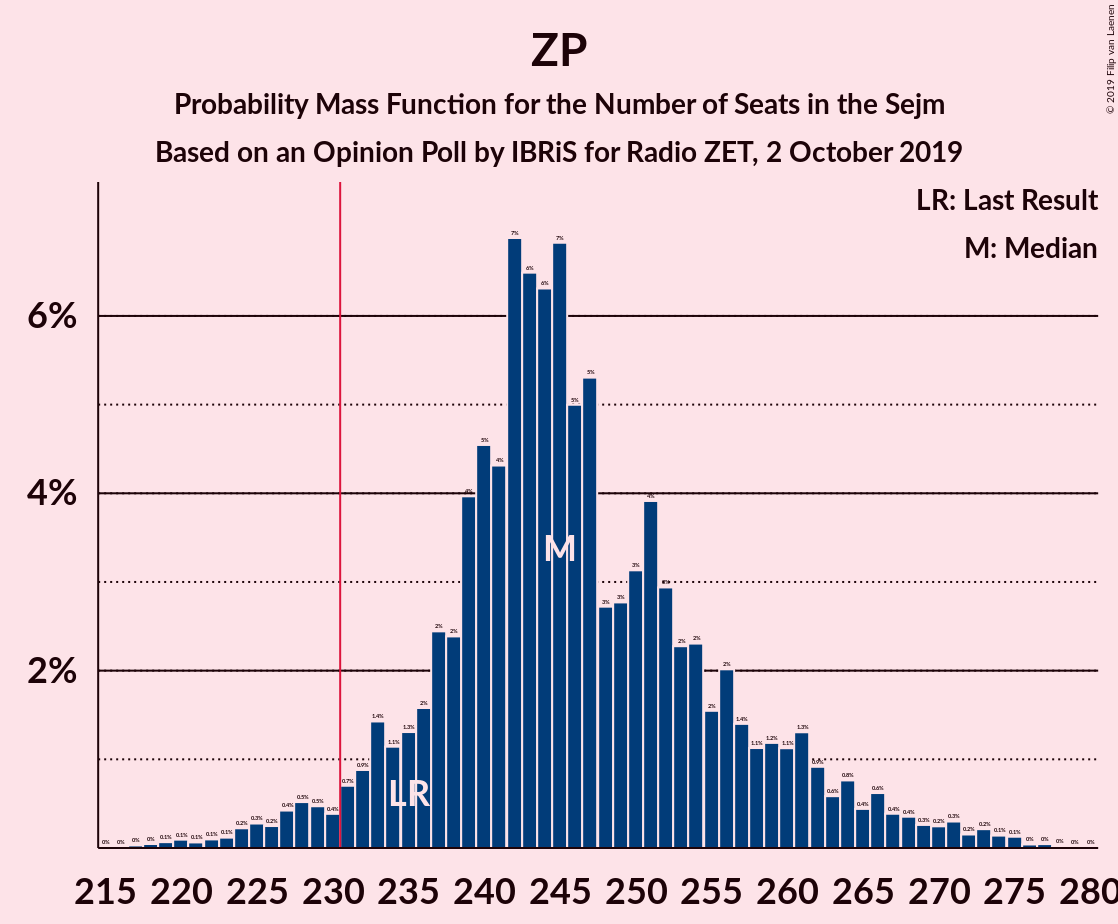 ZP
Probability Mass Function for the Number of Seats in the Sejm
Based on an Opinion Poll by IBRiS for Radio ZET, 2 October 2019
© 2019 Filip van Laenen
LR: Last Result
M: Median
6%
4%
2%
0% 0% 0% 0% 0.1% 0.1% 0.1% 0.1% 0.1% 0.2% 0.3% 0.2% 0.4% 0.5% 0.5% 0.4% 0.7% 0.9% 1.4% 1.1% 1.3% 2% 2% 2% 4% 5% 4% 7% 6% 6% 7% 5% 5% 3% 3% 3% 4% 3% 2% 2% 2% 2% 1.4% 1.1% 1.2% 1.1% 1.3% 0.9% 0.6% 0.8% 0.4% 0.6% 0.4% 0.4% 0.3% 0.2% 0.3% 0.2% 0.2% 0.1% 0.1% 0% 0% 0% 0% 0%
M
LR
215 220 225 230 235 240 245 250 255 260 265 270 275 280